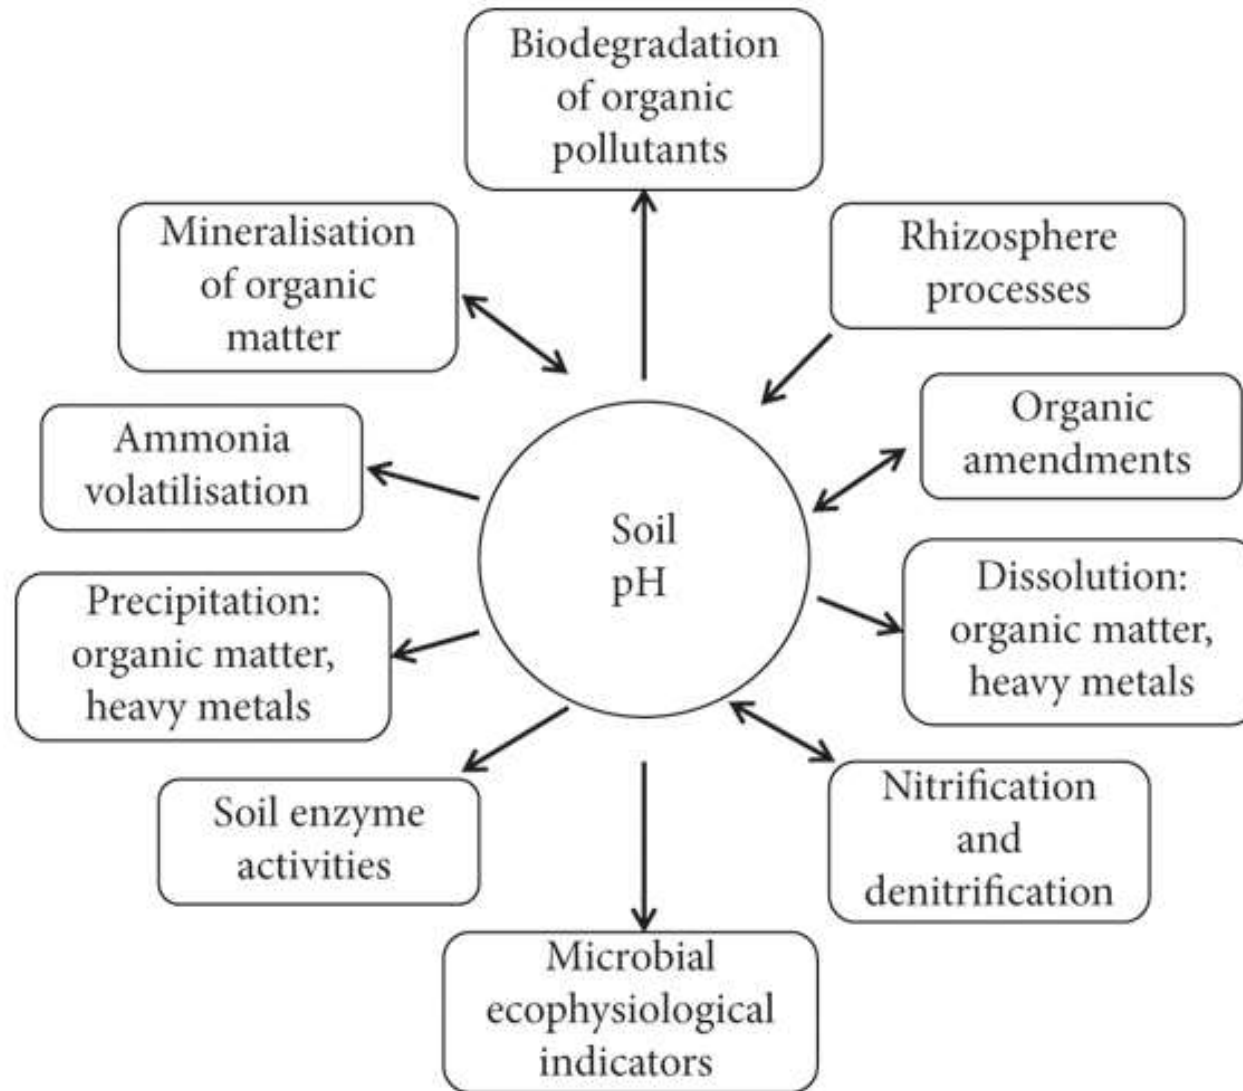 Biodegradation
of organic
pollutants
Mineralisation
of organic
matter
Rhizosphere
processes
Ammonia
volatilisation
Organic
amendments
Soil
pH
Precipitation:
organic matter,
heavy metals
Dissolution:
organic matter,
heavy metals
Soil enzyme
activities
Nitrification
and
denitrification
Microbial
ecophysiological
indicators